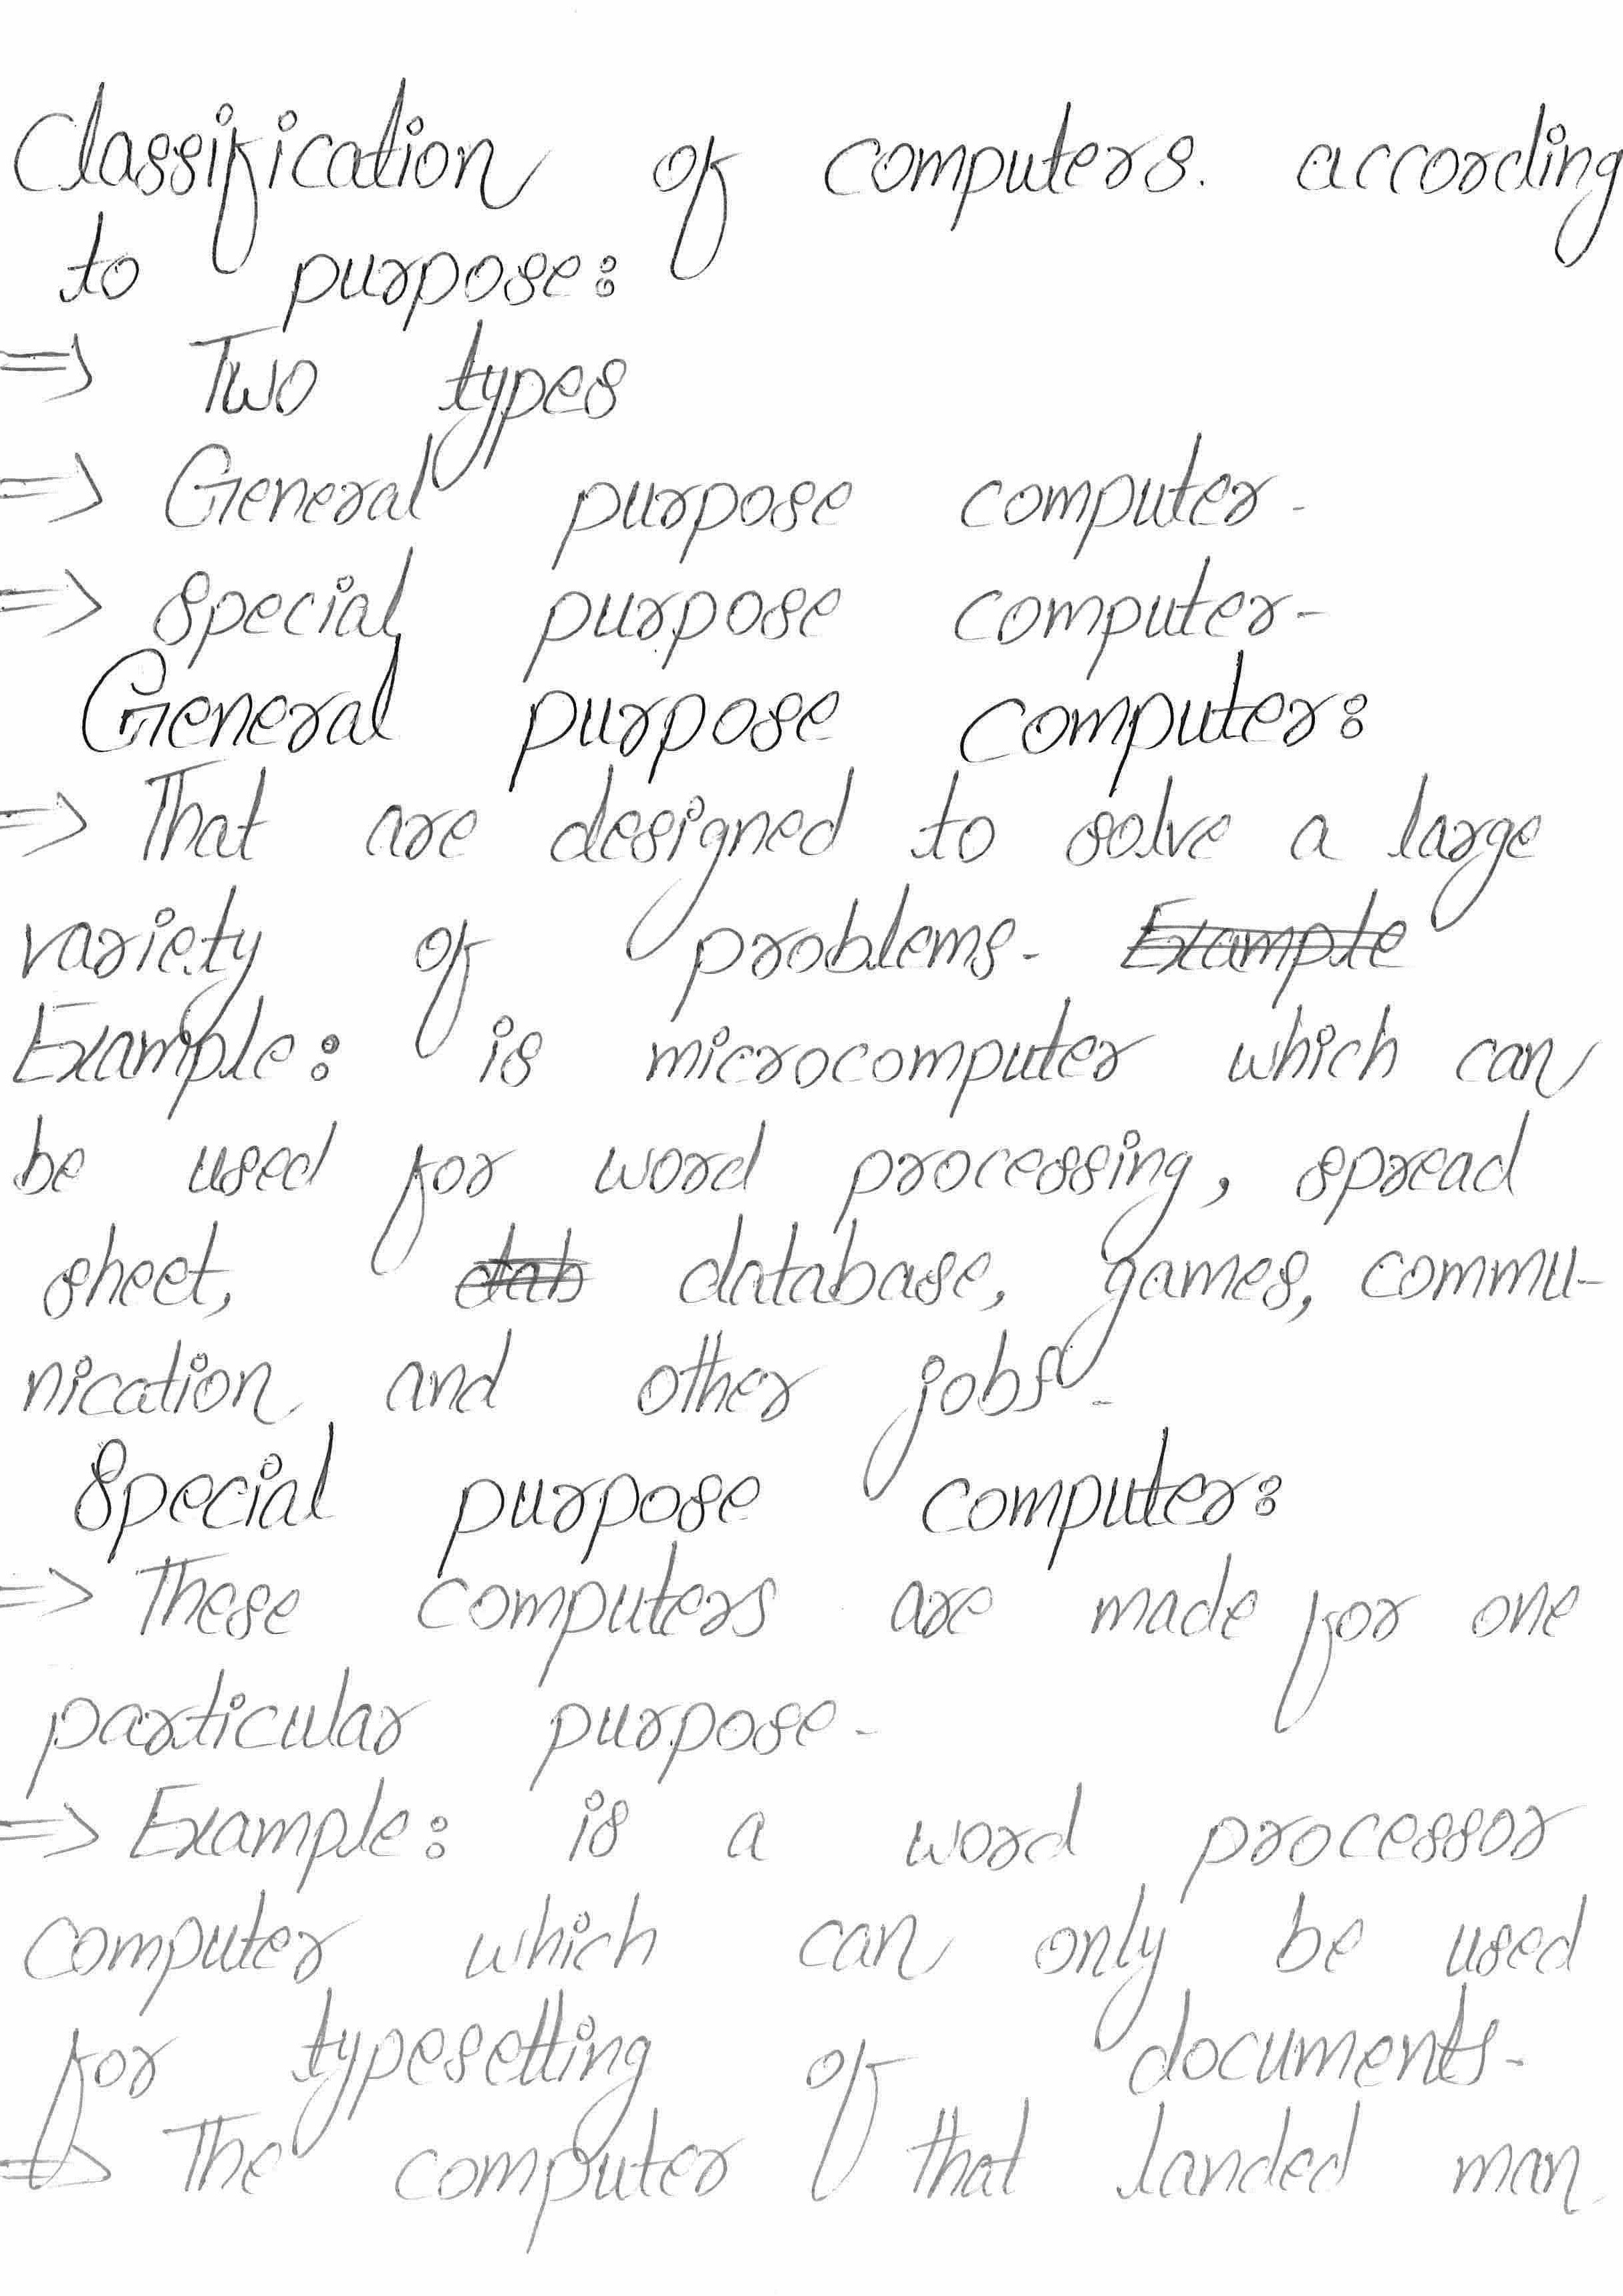 Classification of computers. according
to purpose:
=> Two types
=> General purpose computer -
=> Special purpose computer -
General purpose computer:
=> That are designed to solve a large
variety of problems - Example
Example: is microcomputer which can
be used for word processing, spread
sheet, dab database, games, commu-
nication and other jobs -
Special purpose computer:
=> These computers are made for one
particular purpose -
=> Example: is a word processor
computer which can only be used
for typesetting of documents -
=> The computer that landed man